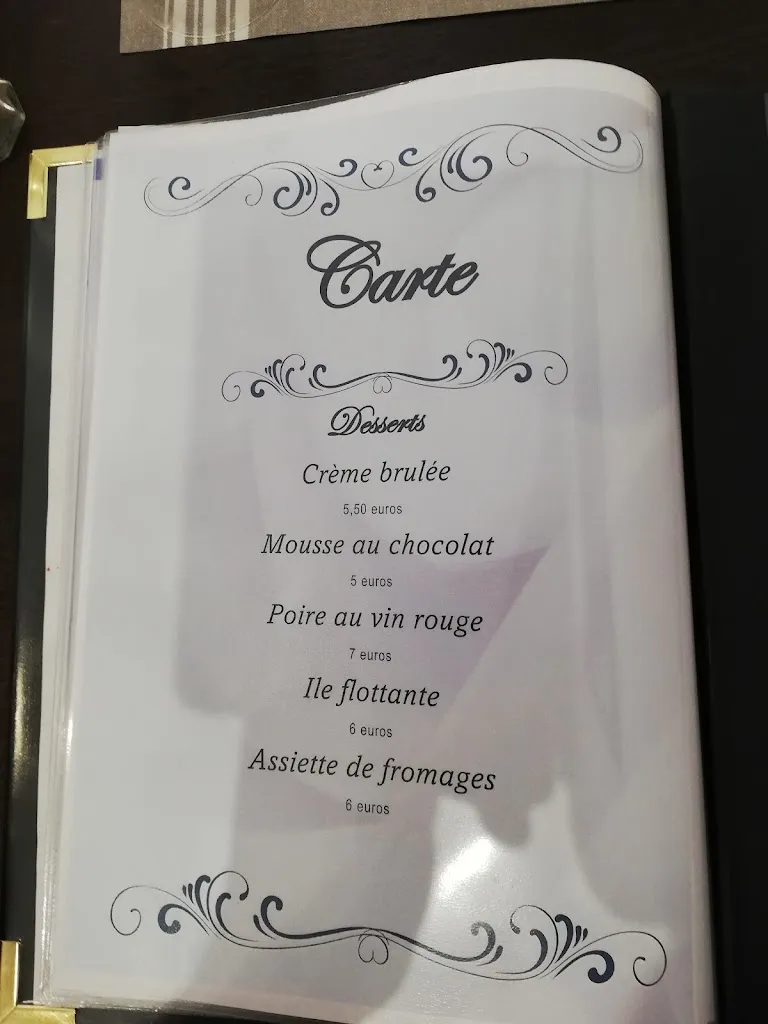 Carte
Desserts
Crème brulée
5,50 euros
Mousse au chocolat
5 euros
Poire au vin rouge
7 euros
Ile flottante
6 euros
Assiette de fromages
6 euros